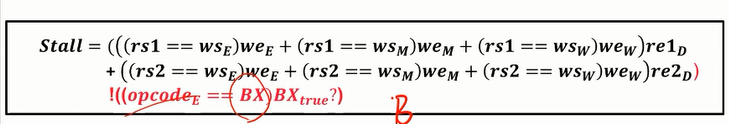 Stall = (((rs1 == ws_E)we_E + (rs1 == ws_M)we_M + (rs1 == ws_W)we_W)re1_D
+ ((rs2 == ws_E)we_E + (rs2 == ws_M)we_M + (rs2 == ws_W)we_W)re2_D)
!((opcode_E == BX)BX_true?)
B